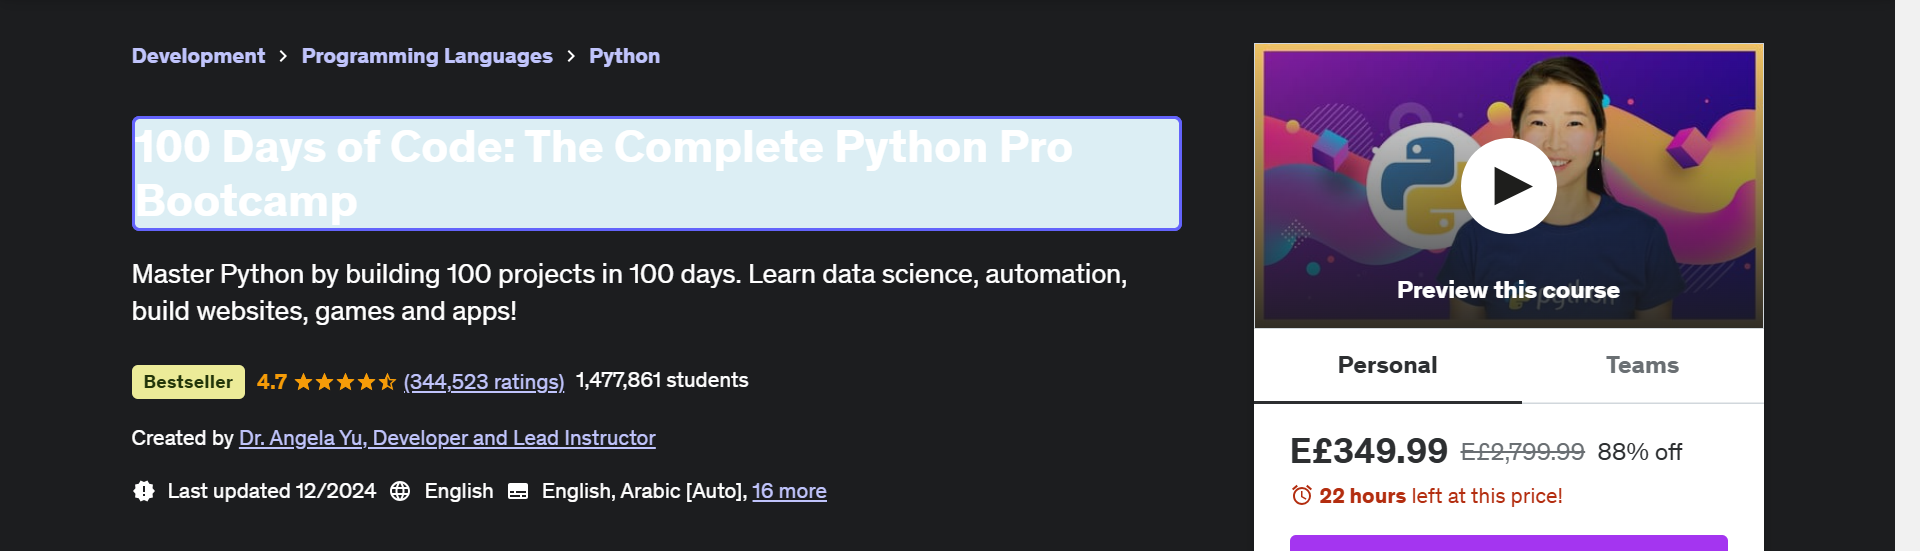 Development > Programming Languages > Python
100 Days of Code: The Complete Python Pro
Bootcamp
Master Python by building 100 projects in 100 days. Learn data science, automation,
build websites, games and apps!
Bestseller 4.7 (344,523 ratings) 1,477,861 students
Created by Dr. Angela Yu, Developer and Lead Instructor
Last updated 12/2024 English English, Arabic [Auto], 16 more
Preview this course
python
Personal Teams
E£349.99 E£2,799.99 88% off
22 hours left at this price!